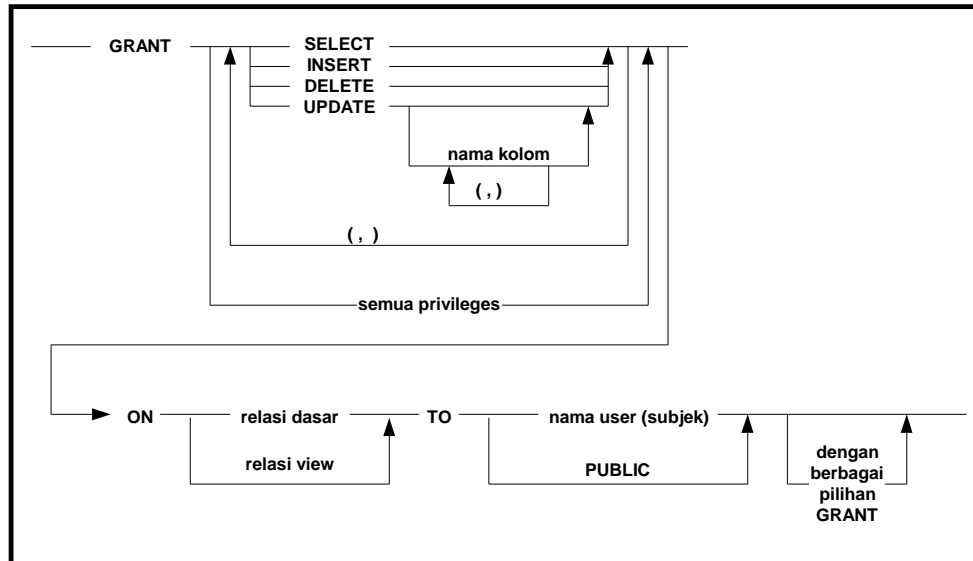 GRANT
SELECT
INSERT
DELETE
UPDATE
nama kolom
( , )
( , )
semua privileges
ON
relasi dasar
TO
nama user (subjek)
relasi view
PUBLIC
dengan
berbagai
pilihan
GRANT